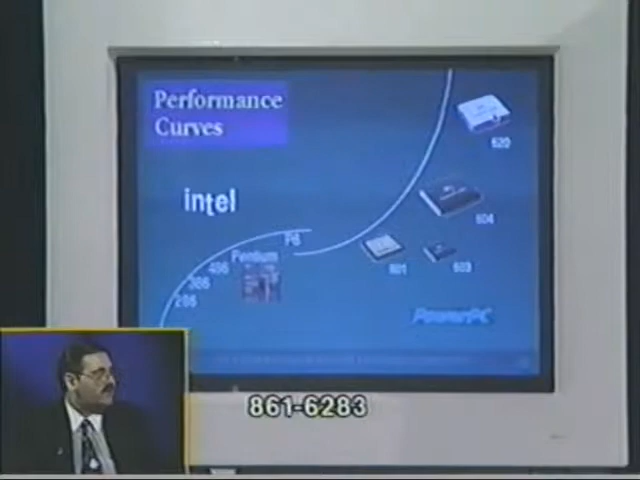 Performance
Curves
intel
P6
Pentium
486
386
286
620
604
601
603
PowerPC
861-6283